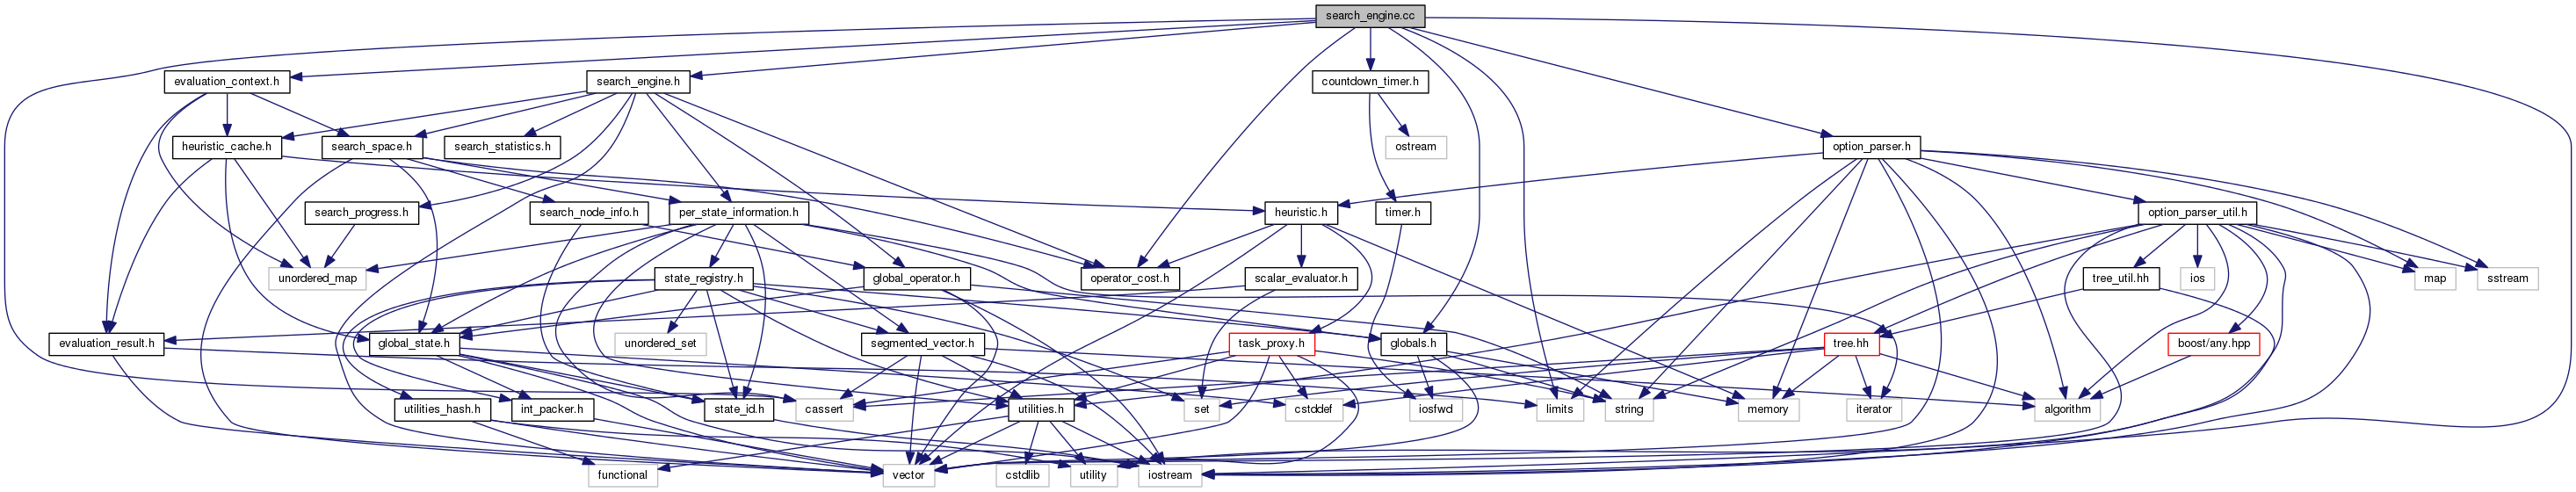 search_engine.cc
evaluation_context.h
search_engine.h
countdown_timer.h
heuristic_cache.h
search_space.h
search_statistics.h
ostream
option_parser.h
search_progress.h
search_node_info.h
per_state_information.h
heuristic.h
timer.h
option_parser_util.h
unordered_map
state_registry.h
global_operator.h
operator_cost.h
scalar_evaluator.h
tree_util.hh
ios
map
sstream
evaluation_result.h
global_state.h
unordered_set
segmented_vector.h
task_proxy.h
globals.h
tree.hh
boost/any.hpp
utilities_hash.h
int_packer.h
state_id.h
cassert
utilities.h
set
cstddef
iosfwd
limits
string
memory
iterator
algorithm
functional
vector
cstdlib
utility
iostream